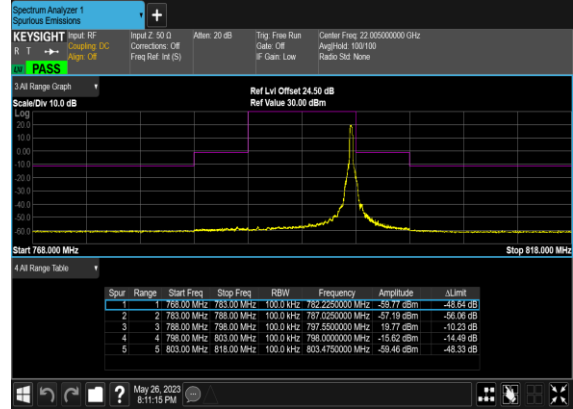 Spectrum Analyzer 1
Spurious Emissions
KEYSIGHT Input: RF Input Z: 50 Ω Atten: 20 dB Trig: Free Run Center Freq: 22.005000000 GHz
R T Coupling: DC Corrections: Off Gate: Off Avg|Hold: 100/100
Align: Off Freq Ref: Int (S) IF Gain: Low Radio Std: None
PASS
3 All Range Graph
Ref Lvl Offset 24.50 dB
Scale/Div 10.0 dB Ref Value 30.00 dBm
Log
20.0
10.0
0.00
-10.0
-20.0
-30.0
-40.0
-50.0
-60.0
Start 768.000 MHz Stop 818.000 MHz
4 All Range Table
Spur Range Start Freq Stop Freq RBW Frequency Amplitude ΔLimit
1 1 768.00 MHz 783.00 MHz 100.0 kHz 782.2250000 MHz -59.77 dBm -48.64 dB
2 2 783.00 MHz 788.00 MHz 100.0 kHz 787.0250000 MHz -57.19 dBm -56.06 dB
3 3 788.00 MHz 798.00 MHz 100.0 kHz 797.5500000 MHz 19.77 dBm -10.23 dB
4 4 798.00 MHz 803.00 MHz 100.0 kHz 798.0000000 MHz -15.62 dBm -14.49 dB
5 5 803.00 MHz 818.00 MHz 100.0 kHz 803.4750000 MHz -59.46 dBm -48.33 dB
? May 26, 2023
8:11:15 PM